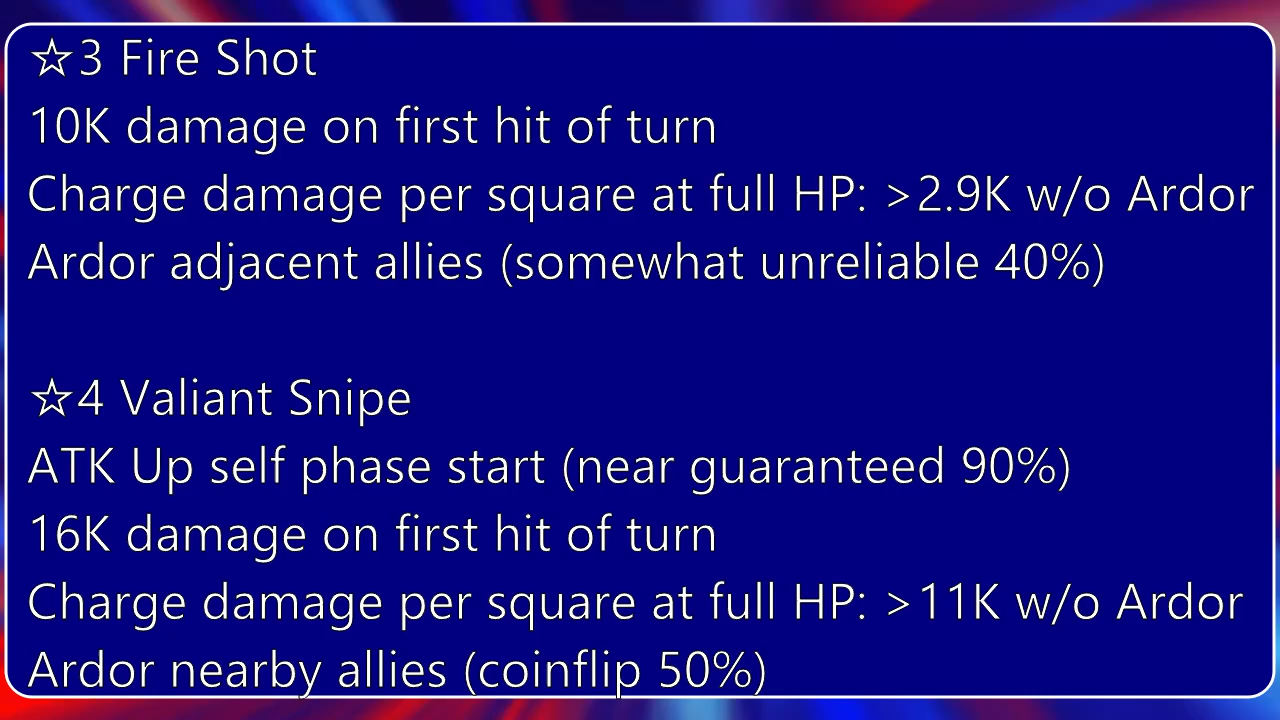 ☆3 Fire Shot
10K damage on first hit of turn
Charge damage per square at full HP: >2.9K w/o Ardor
Ardor adjacent allies (somewhat unreliable 40%)
☆4 Valiant Snipe
ATK Up self phase start (near guaranteed 90%)
16K damage on first hit of turn
Charge damage per square at full HP: >11K w/o Ardor
Ardor nearby allies (coinflip 50%)